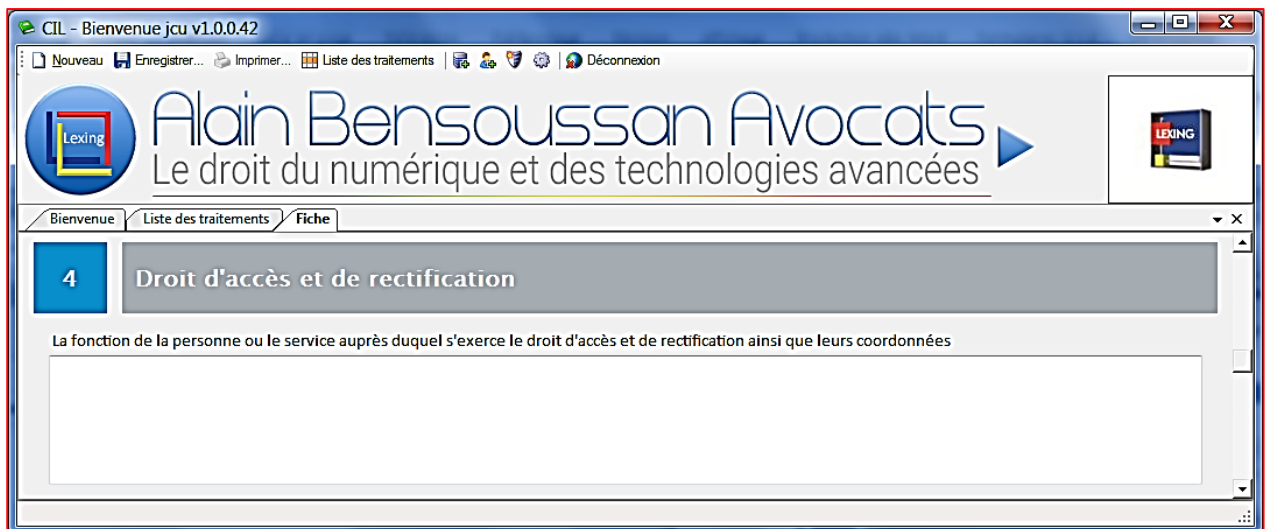 CIL - Bienvenue jcu v1.0.0.42
Nouveau Enregistrer... Imprimer... Liste des traitements Déconnexion
Lexing
Alain Bensoussan Avocats
Le droit du numérique et des technologies avancées
LEXING
Bienvenue Liste des traitements Fiche
4 Droit d'accès et de rectification
La fonction de la personne ou le service auprès duquel s'exerce le droit d'accès et de rectification ainsi que leurs coordonnées